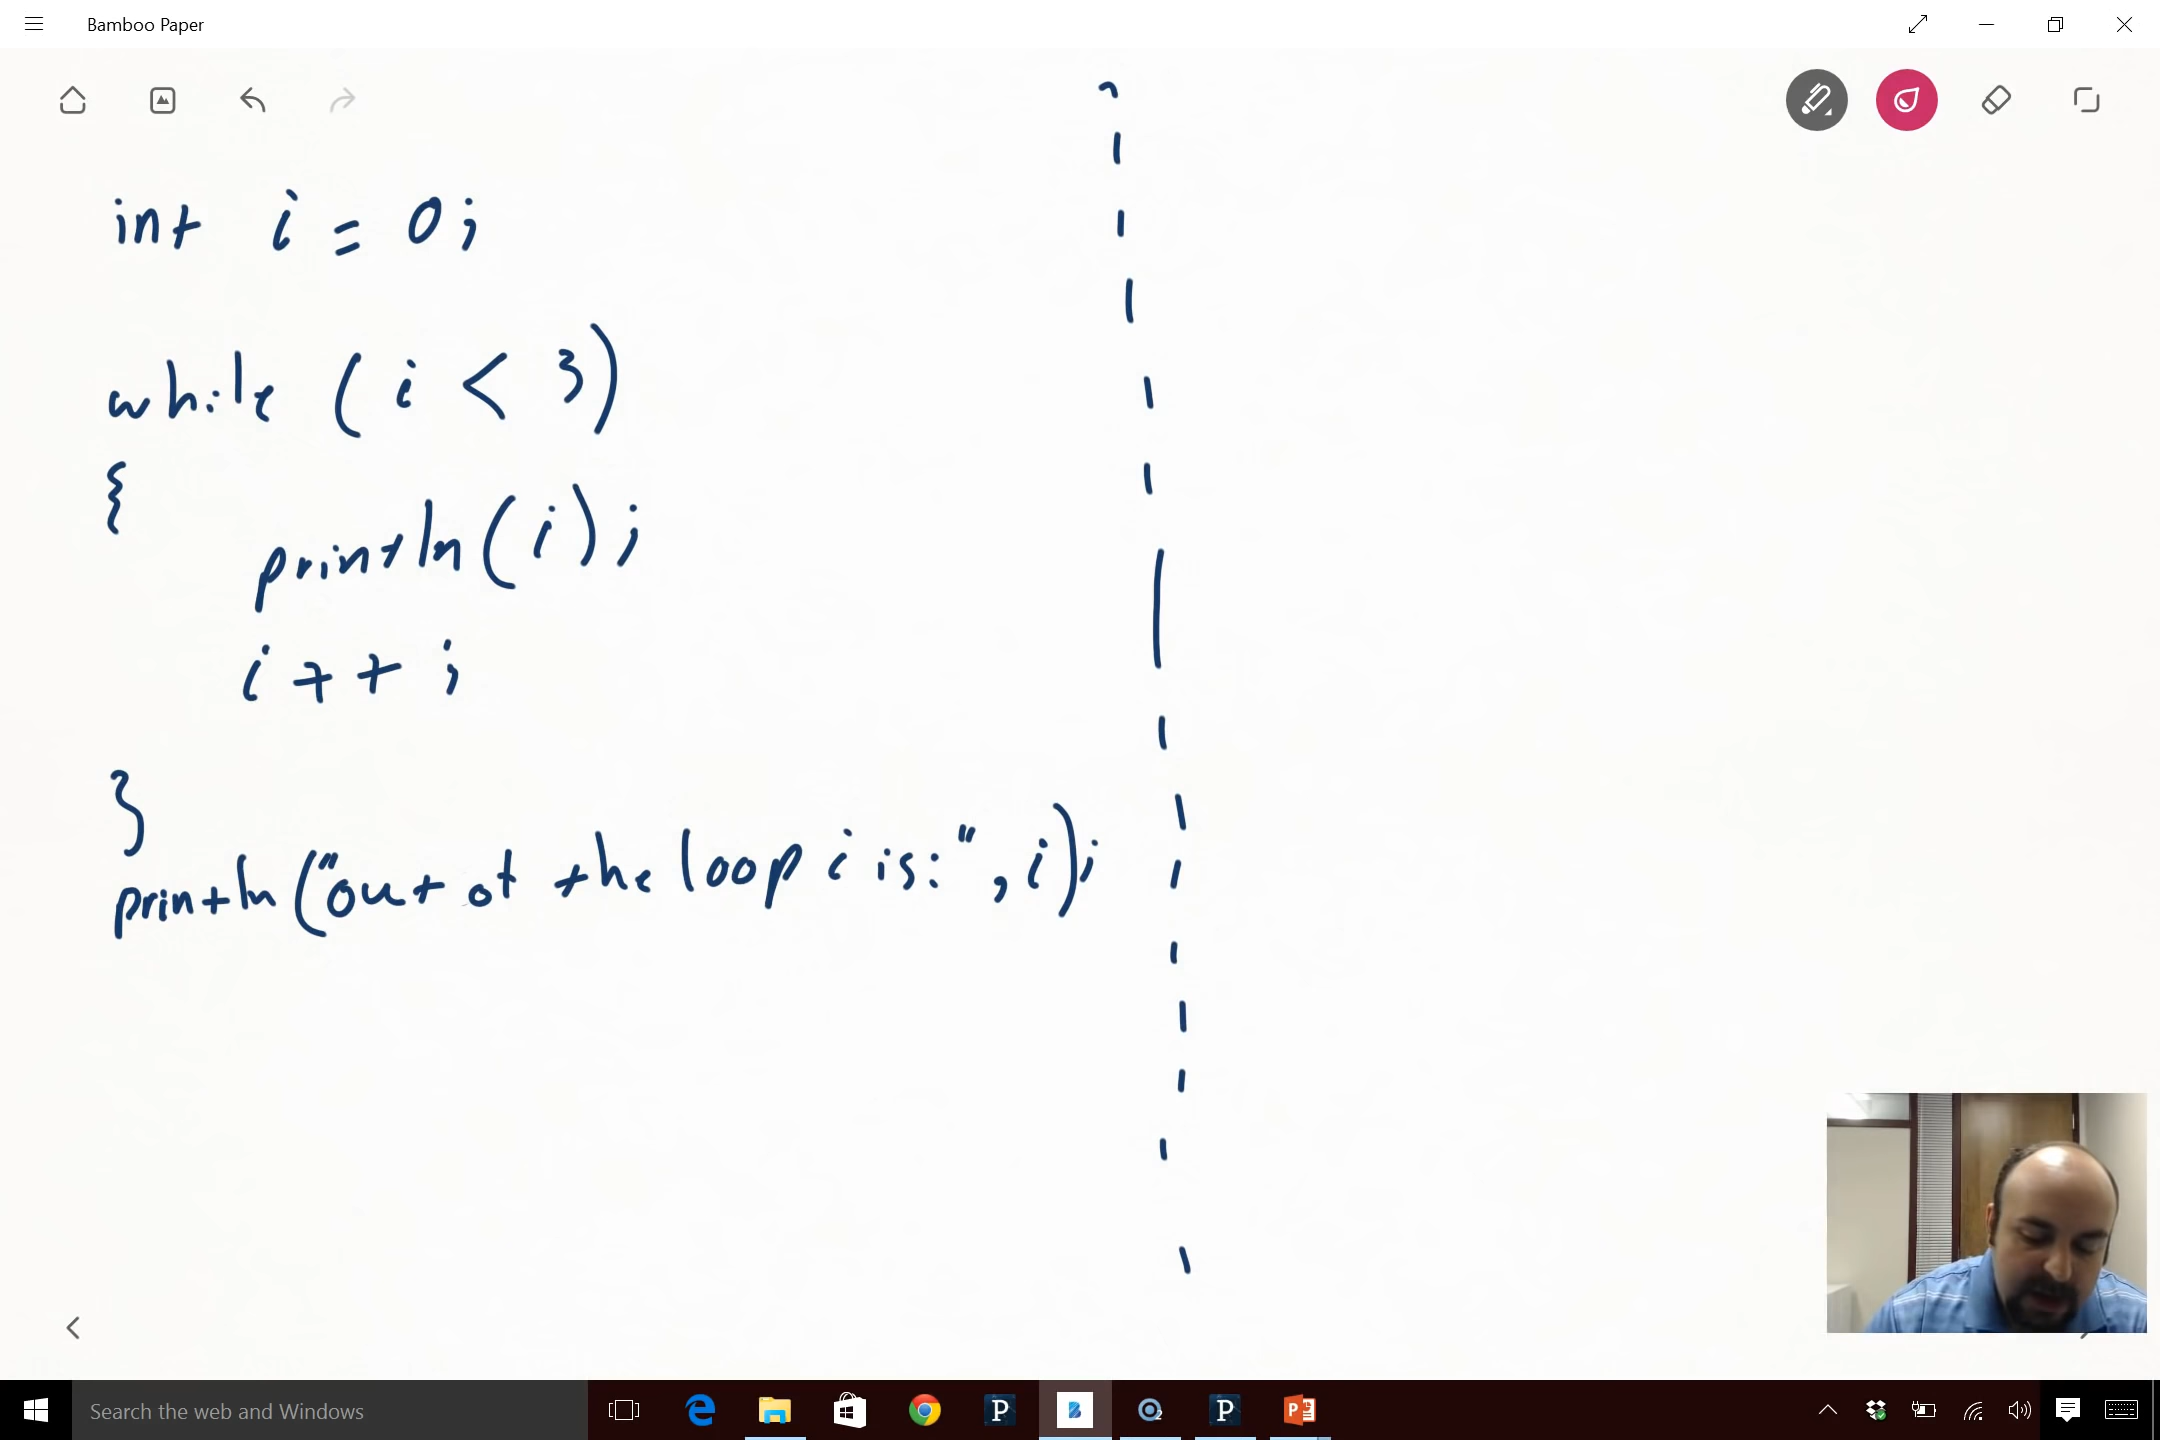 Bamboo Paper
int i = 0;
while (i < 3)
{
println(i);
i++;
}
println("out of the loop i is:", i);
Search the web and Windows